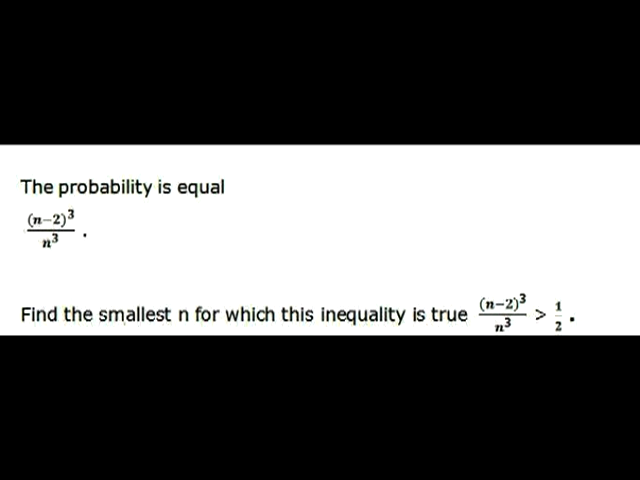 The probability is equal
(n−2)³/n³ .
Find the smallest n for which this inequality is true (n−2)³/n³ > 1/2 .